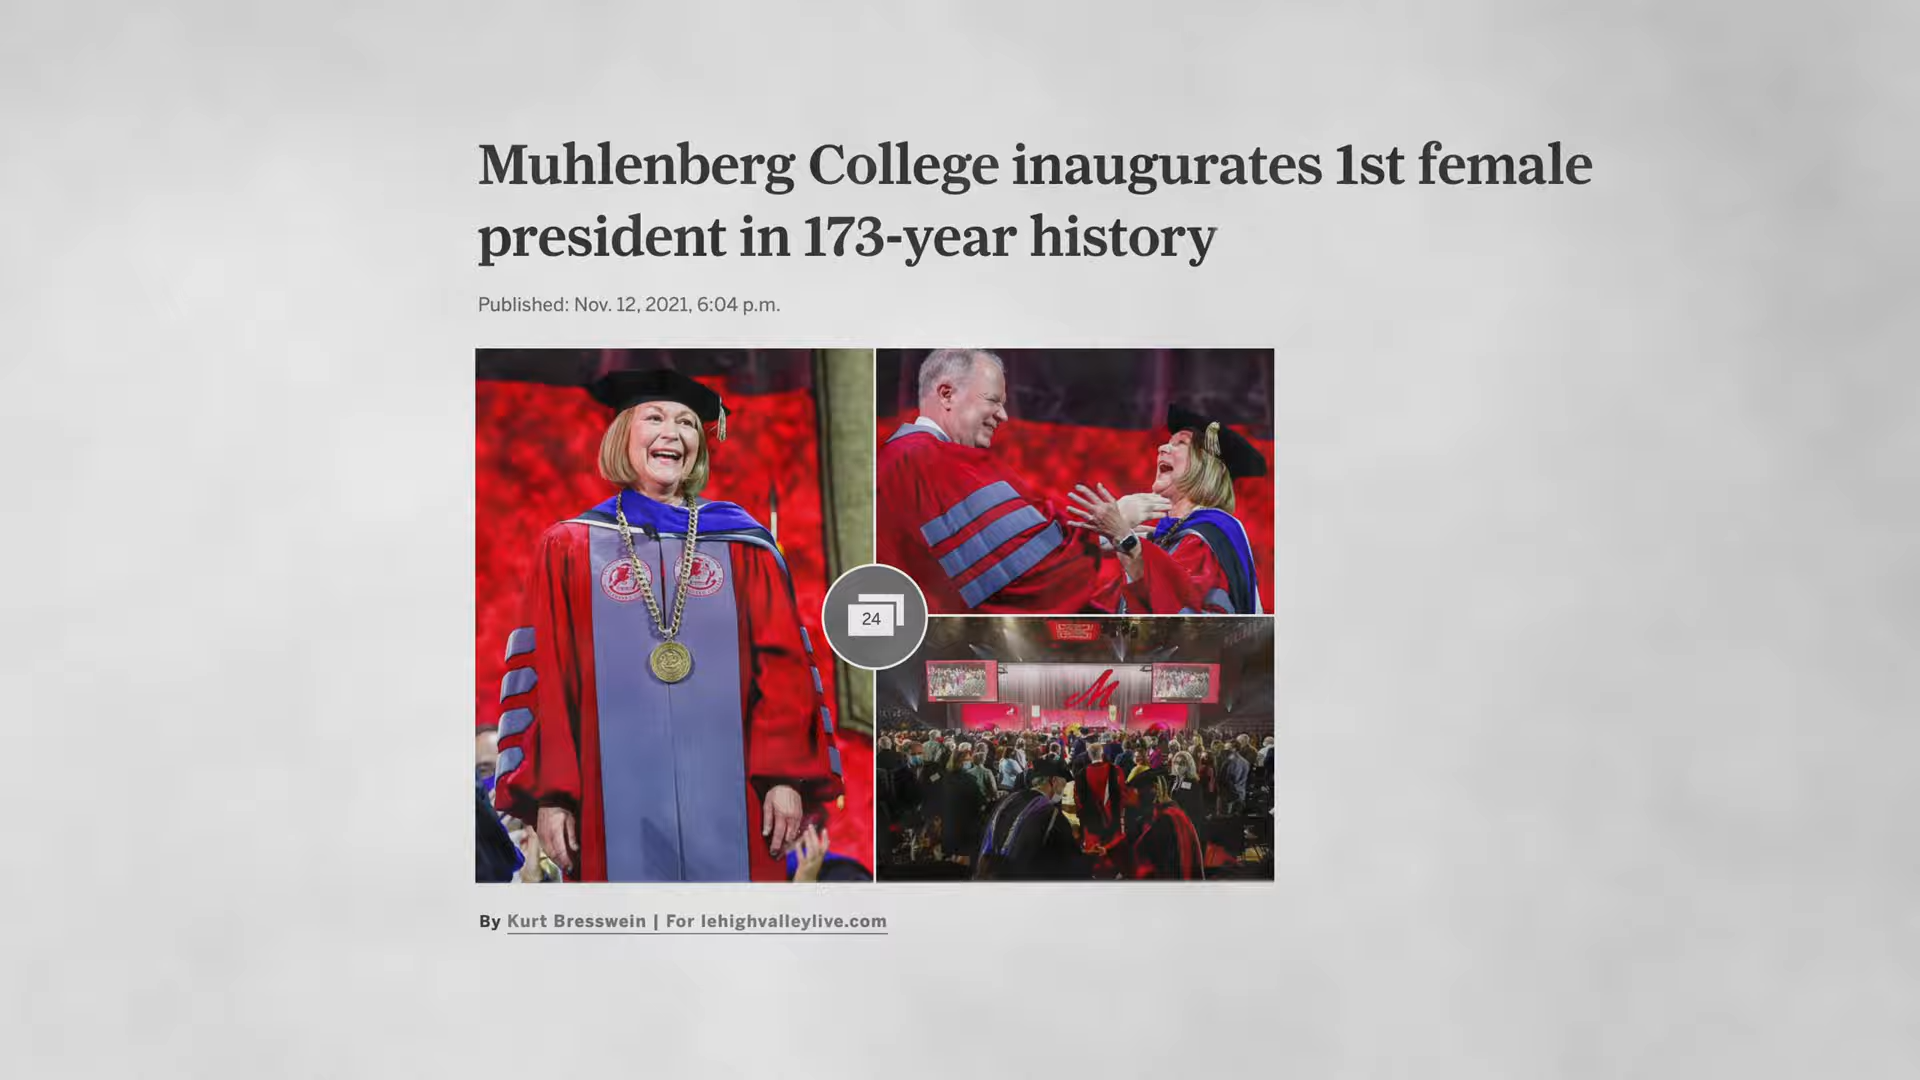 Muhlenberg College inaugurates 1st female
president in 173-year history
Published: Nov. 12, 2021, 6:04 p.m.
24
M
By Kurt Bresswein | For lehighvalleylive.com